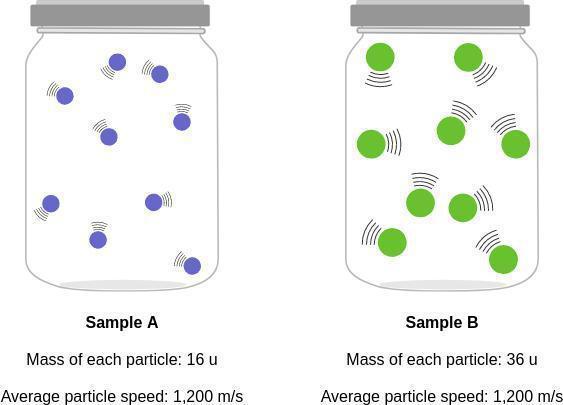 Sample A
Mass of each particle: 16 u
Average particle speed: 1,200 m/s
Sample B
Mass of each particle: 36 u
Average particle speed: 1,200 m/s